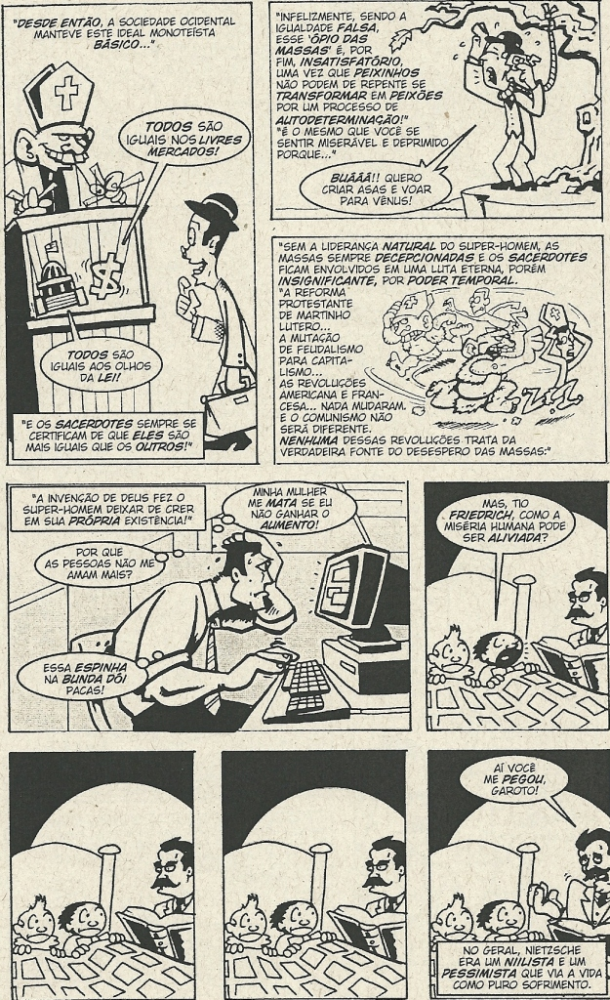 "DESDE ENTÃO, A SOCIEDADE OCIDENTAL
MANTEVE ESTE IDEAL MONOTEÍSTA
BÁSICO..."
TODOS SÃO
IGUAIS NOS LIVRES
MERCADOS!
$
TODOS SÃO
IGUAIS AOS OLHOS
DA LEI!
"E OS SACERDOTES SEMPRE SE
CERTIFICAM DE QUE ELES SÃO
MAIS IGUAIS QUE OS OUTROS!"
"INFELIZMENTE, SENDO A
IGUALDADE FALSA,
ESSE 'ÓPIO DAS
MASSAS' É, POR
FIM, INSATISFATÓRIO,
UMA VEZ QUE PEIXINHOS
NÃO PODEM DE REPENTE SE
TRANSFORMAR EM PEIXÕES
POR UM PROCESSO DE
AUTODETERMINAÇÃO!"
"É O MESMO QUE VOCÊ SE
SENTIR MISERÁVEL E DEPRIMIDO
PORQUE..."
BUÁÁÁ!! QUERO
CRIAR ASAS E VOAR
PARA VÊNUS!
"SEM A LIDERANÇA NATURAL DO SUPER-HOMEM, AS
MASSAS SEMPRE DECEPCIONADAS E OS SACERDOTES
FICAM ENVOLVIDOS EM UMA LUTA ETERNA, PORÉM
INSIGNIFICANTE, POR PODER TEMPORAL.
"A REFORMA
PROTESTANTE
DE MARTINHO
LUTERO...
A MUTAÇÃO
DE FEUDALISMO
PARA CAPITA-
LISMO...
AS REVOLUÇÕES
AMERICANA E FRAN-
CESA... NADA MUDARAM.
E O COMUNISMO NÃO
SERÁ DIFERENTE.
NENHUMA DESSAS REVOLUÇÕES TRATA DA
VERDADEIRA FONTE DO DESESPERO DAS MASSAS:"
"A INVENÇÃO DE DEUS FEZ O
SUPER-HOMEM DEIXAR DE CRER
EM SUA PRÓPRIA EXISTÊNCIA!"
MINHA MULHER
ME MATA SE EU
NÃO GANHAR O
AUMENTO!
POR QUE
AS PESSOAS NÃO ME
AMAM MAIS?
ESSA ESPINHA
NA BUNDA DÓI
PACAS!
MAS, TIO
FRIEDRICH, COMO A
MISÉRIA HUMANA PODE
SER ALIVIADA?
AÍ VOCÊ
ME PEGOU,
GAROTO!
NO GERAL, NIETZSCHE
ERA UM NIILISTA E UM
PESSIMISTA QUE VIA A VIDA
COMO PURO SOFRIMENTO.